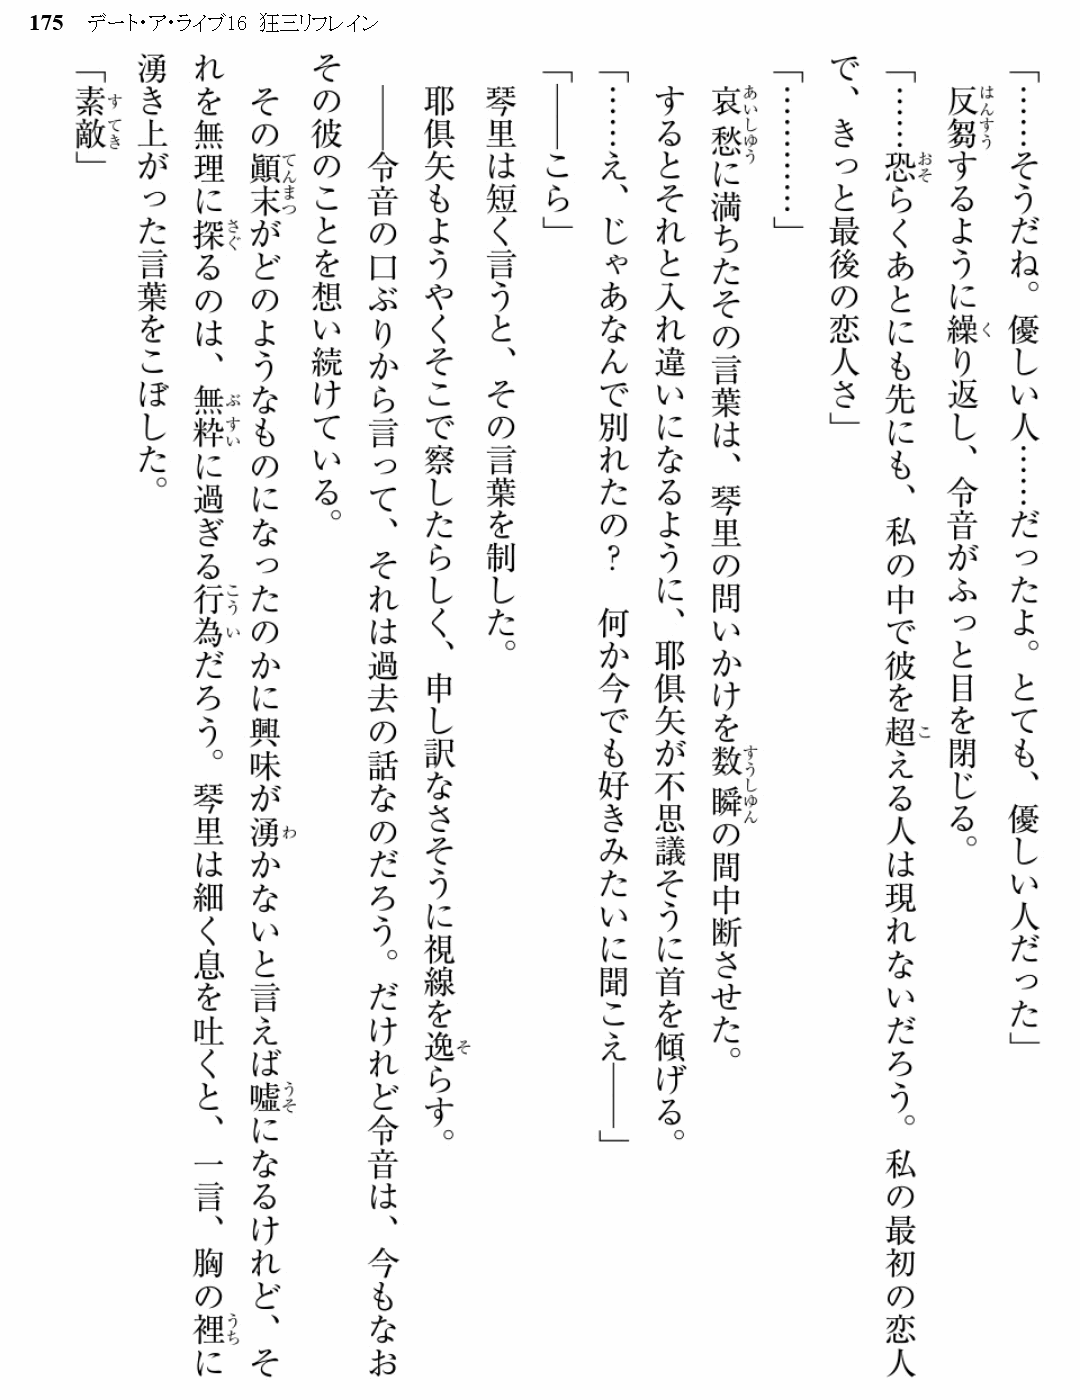 175 デート・ア・ライブ16 狂三リフレイン
「……そうだね。優しい人……だったよ。とても、優しい人だった」
反芻するように繰り返し、令音がふっと目を閉じる。
「……恐らくあとにも先にも、私の中で彼を超える人は現れないだろう。私の最初の恋人
で、きっと最後の恋人さ」
「…………」
哀愁に満ちたその言葉は、琴里の問いかけを数瞬の間中断させた。
するとそれと入れ違いになるように、耶倶矢が不思議そうに首を傾げる。
「……え、じゃあなんで別れたの？　何か今でも好きみたいに聞こえ――」
「――こら」
琴里は短く言うと、その言葉を制した。
耶倶矢もようやくそこで察したらしく、申し訳なさそうに視線を逸らす。
――令音の口ぶりから言って、それは過去の話なのだろう。だけれど令音は、今もなお
その彼のことを想い続けている。
その顚末がどのようなものになったのかに興味が湧かないと言えば噓になるけれど、そ
れを無理に探るのは、無粋に過ぎる行為だろう。琴里は細く息を吐くと、一言、胸の裡に
湧き上がった言葉をこぼした。
「素敵」